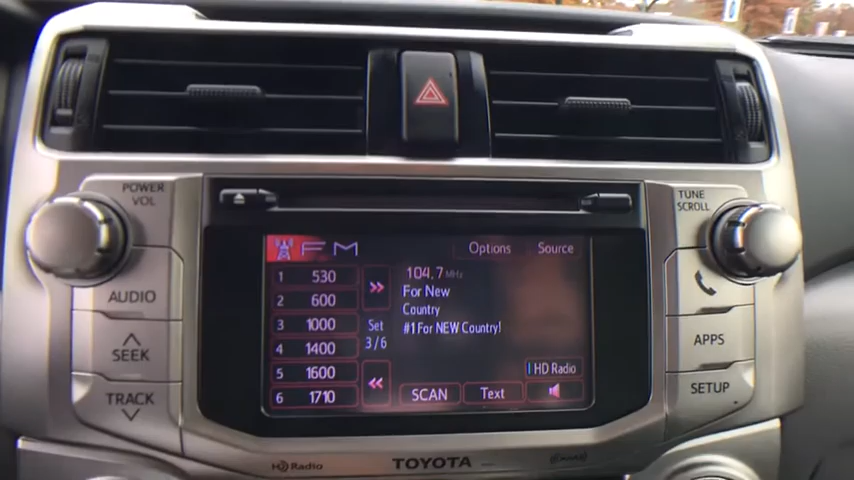 POWER
VOL
TUNE
SCROLL
FM
Options
Source
1 530
2 600
3 1000
4 1400
5 1600
6 1710
Set
3/6
104.7 MHz
For New
Country
#1 For NEW Country!
HD Radio
SCAN
Text
AUDIO
SEEK
TRACK
APPS
SETUP
HD Radio
TOYOTA